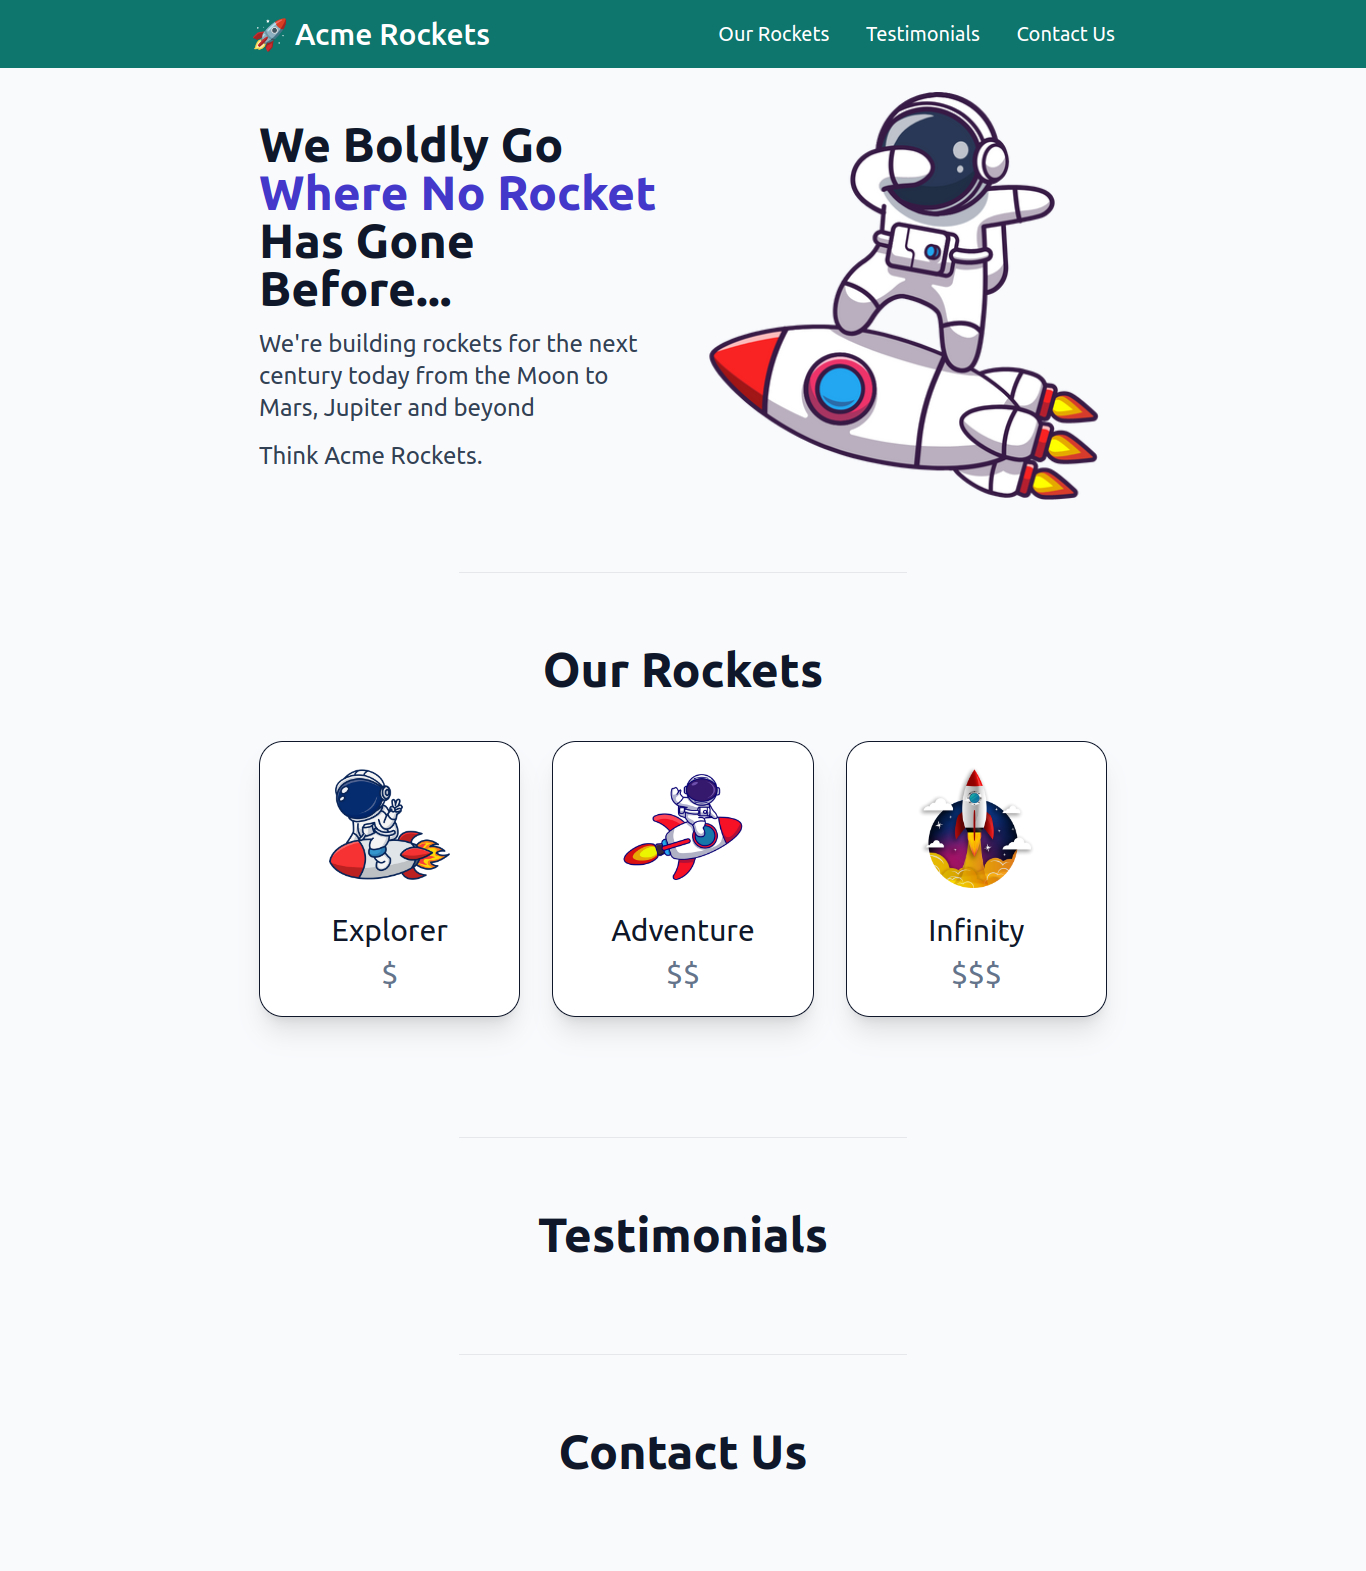 🚀 Acme Rockets
Our Rockets Testimonials Contact Us
We Boldly Go
Where No Rocket
Has Gone
Before...
We're building rockets for the next
century today from the Moon to
Mars, Jupiter and beyond
Think Acme Rockets.
Our Rockets
Explorer
$
Adventure
$$
Infinity
$$$
Testimonials
Contact Us